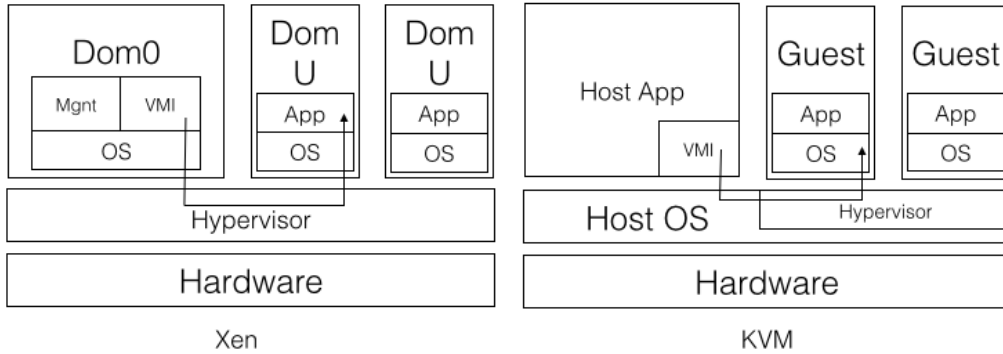 Dom0
Mgnt
VMI
OS
Dom
U
App
OS
Dom
U
App
OS
Hypervisor
Hardware
Xen
Host App
VMI
Guest
App
OS
Guest
App
OS
Host OS
Hypervisor
Hardware
KVM